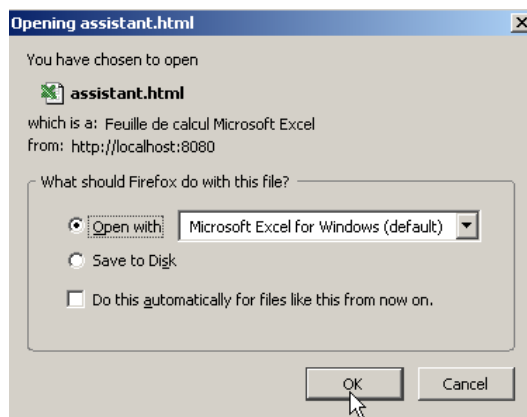 Opening assistant.html
You have chosen to open
assistant.html
which is a: Feuille de calcul Microsoft Excel
from: http://localhost:8080
What should Firefox do with this file?
Open with
Microsoft Excel for Windows (default)
Save to Disk
Do this automatically for files like this from now on.
OK
Cancel